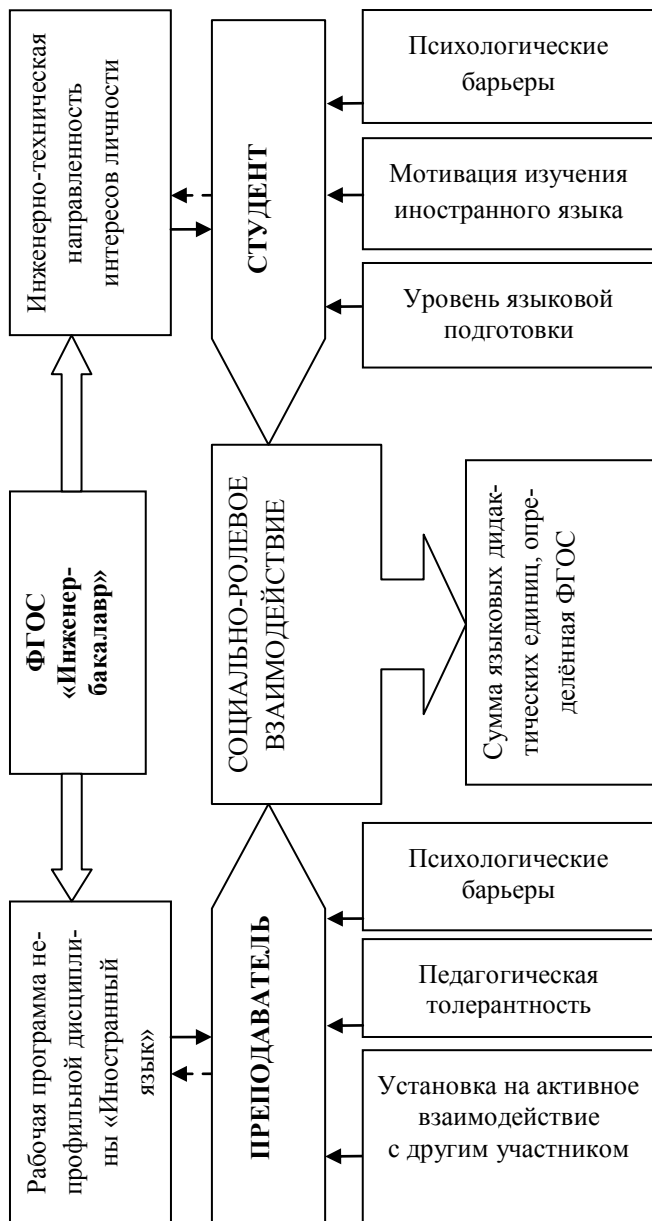 Рабочая программа не-
профильной дисципли-
ны «Иностранный
язык»
ФГОС
«Инженер-
бакалавр»
Инженерно-техническая
направленность
интересов личности
ПРЕПОДАВАТЕЛЬ
СОЦИАЛЬНО-РОЛЕВОЕ
ВЗАИМОДЕЙСТВИЕ
СТУДЕНТ
Психологические
барьеры
Мотивация изучения
иностранного языка
Уровень языковой
подготовки
Сумма языковых дидак-
тических единиц, опре-
делённая ФГОС
Психологические
барьеры
Педагогическая
толерантность
Установка на активное
взаимодействие
с другим участником